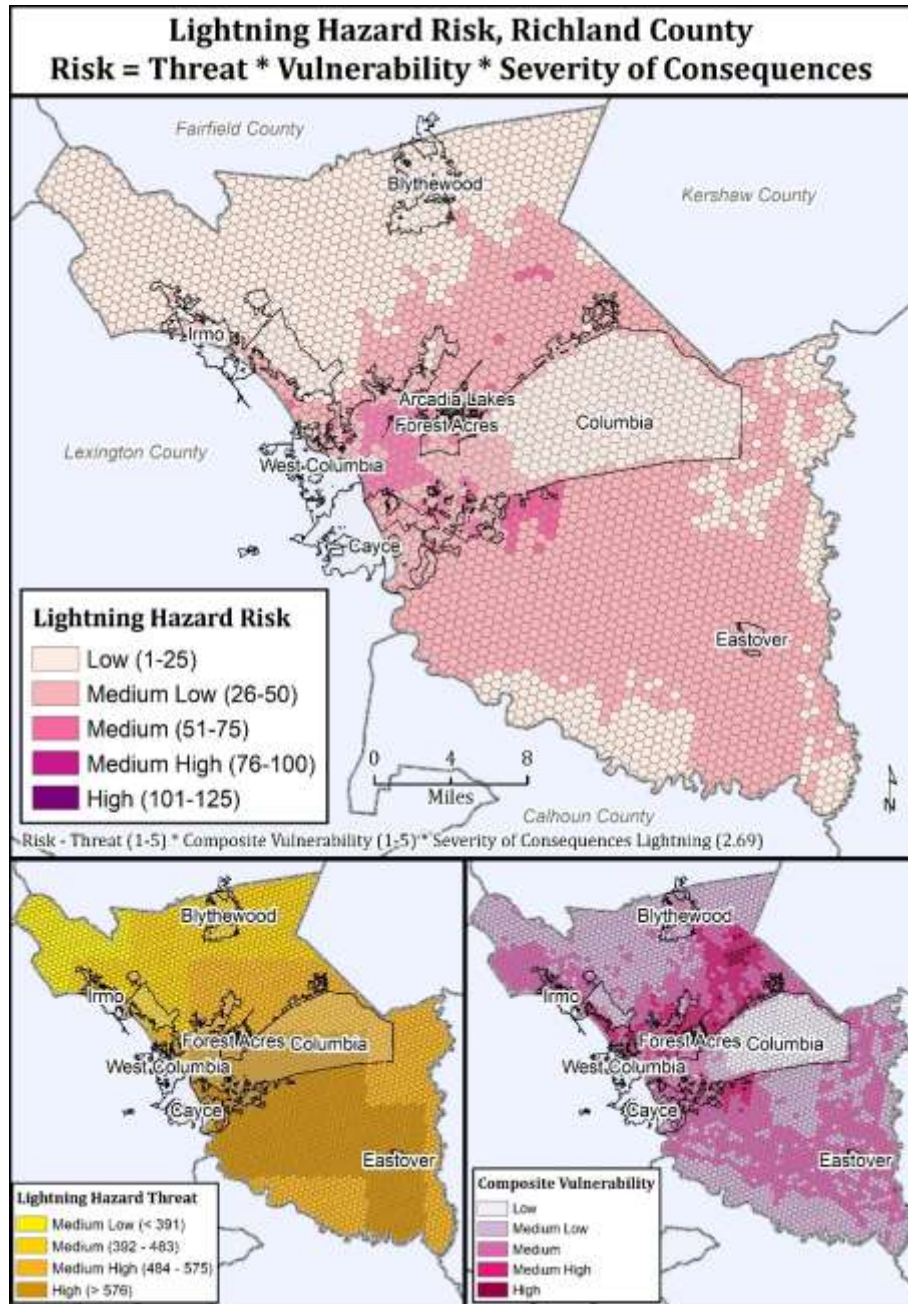 Lightning Hazard Risk, Richland County
Risk = Threat * Vulnerability * Severity of Consequences
Fairfield County
Blythewood
Kershaw County
Irmo
Arcadia Lakes
Forest Acres
Columbia
Lexington County
West Columbia
Cayce
Eastover
Lightning Hazard Risk
Low (1-25)
Medium Low (26-50)
Medium (51-75)
Medium High (76-100)
High (101-125)
0 4 8
Miles
N
Calhoun County
Risk - Threat (1-5) * Composite Vulnerability (1-5) * Severity of Consequences Lightning (2.69)
Blythewood
Irmo
Forest Acres
Columbia
West Columbia
Cayce
Eastover
Lightning Hazard Threat
Medium Low (< 391)
Medium (392 - 483)
Medium High (484 - 575)
High (> 576)
Blythewood
Irmo
Forest Acres
Columbia
West Columbia
Cayce
Eastover
Composite Vulnerability
Low
Medium Low
Medium
Medium High
High